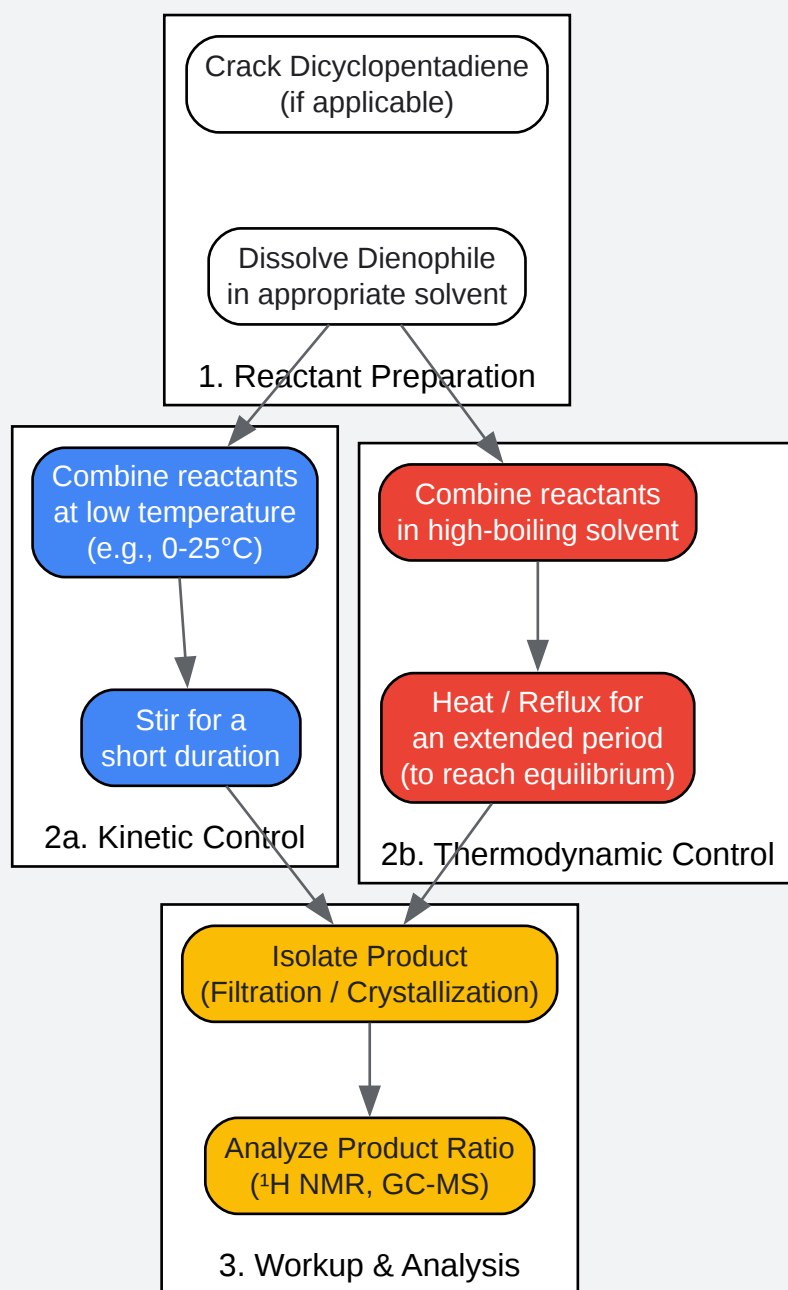 Crack Dicyclopentadiene
(if applicable)
Dissolve Dienophile
in appropriate solvent
1. Reactant Preparation
Combine reactants
at low temperature
(e.g., 0-25°C)
Stir for a
short duration
2a. Kinetic Control
Combine reactants
in high-boiling solvent
Heat / Reflux for
an extended period
(to reach equilibrium)
2b. Thermodynamic Control
Isolate Product
(Filtration / Crystallization)
Analyze Product Ratio
(¹H NMR, GC-MS)
3. Workup & Analysis